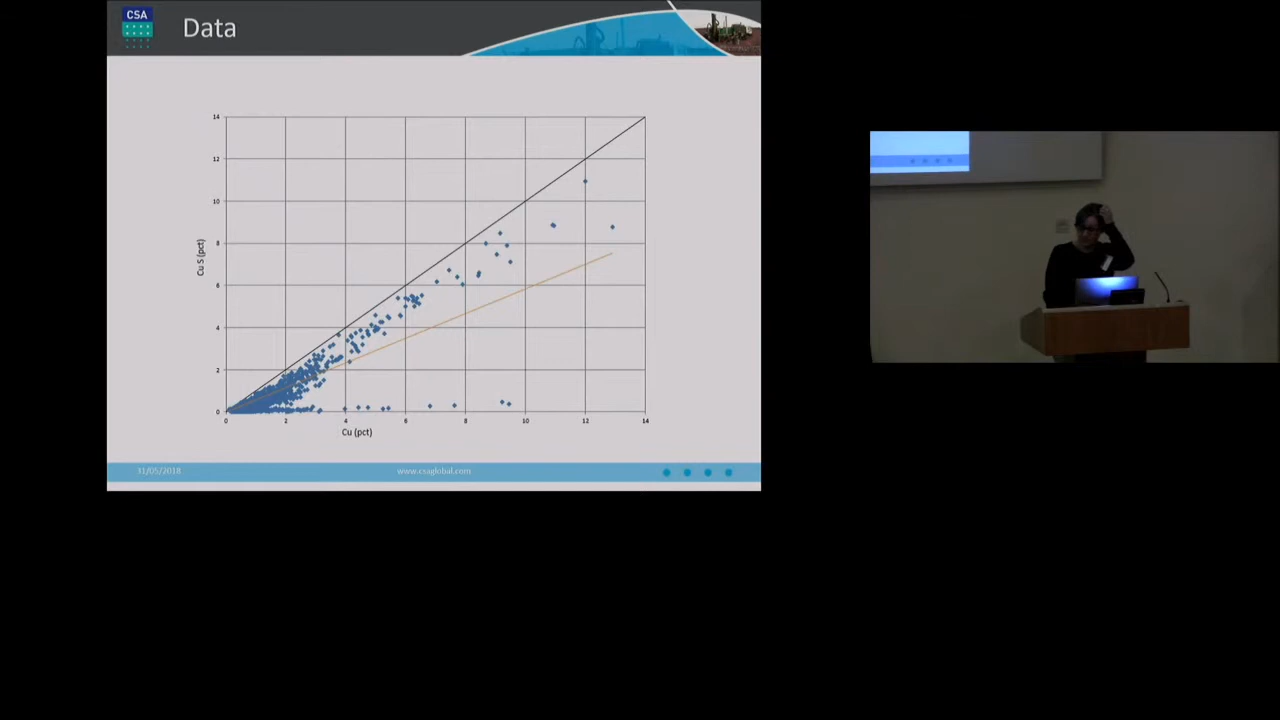 CSA
Data
14
12
10
8
6
4
2
0
Cu S (pct)
0 2 4 6 8 10 12 14
Cu (pct)
31/05/2018
www.csaglobal.com